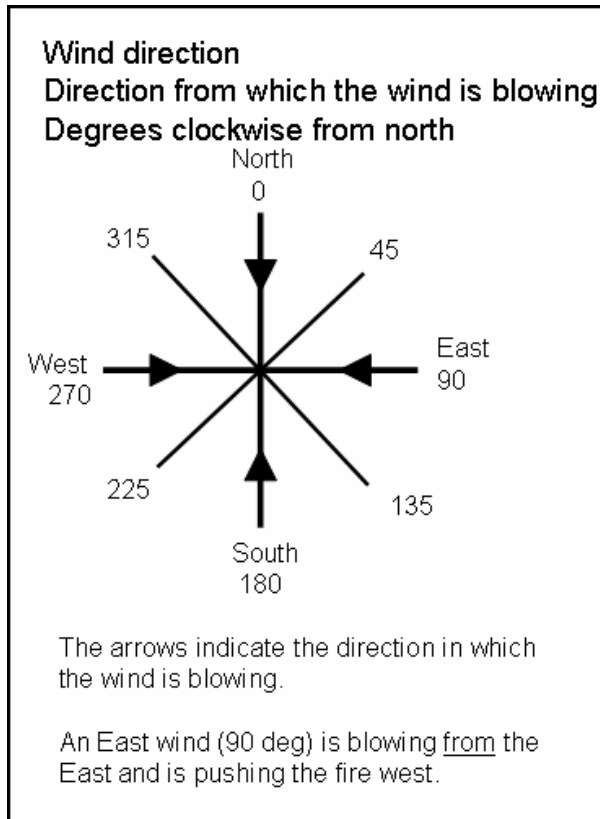 Wind direction
Direction from which the wind is blowing
Degrees clockwise from north
North
0
315
45
West
270
East
90
225
135
South
180
The arrows indicate the direction in which
the wind is blowing.
An East wind (90 deg) is blowing from the
East and is pushing the fire west.